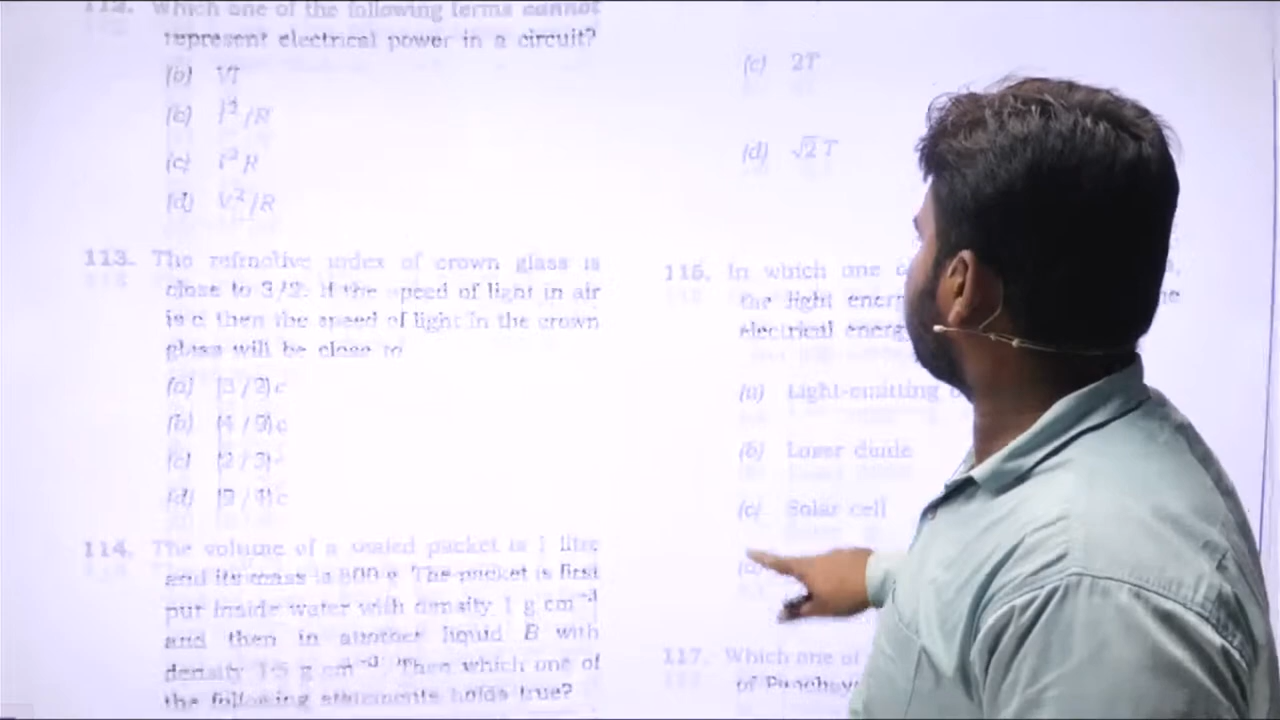 112. Which one of the following terms cannot
represent electrical power in a circuit?
VI
I²/R
(c) I²R
(d) V²/R
113. The refractive index of crown glass is
close to 3/2. If the speed of light in air
is c, then the speed of light in the crown
glass will be close to
(a) (3/2)c
(b) (4/9)c
(c) (2/3)c
(d) (9/4)c
114. The volume of a sealed packet is 1 litre
and its mass is 800 g. The packet is first
put inside water with density 1 g cm⁻³
and then in another liquid B with
density 1·5 g cm⁻³. Then which one of
the following statements holds true?
(c) 2T
(d) √2 T
In which one
the light
electrical
(a) Light-emitting
(b) Laser diode
(c) Solar cell
117. Which one of
of